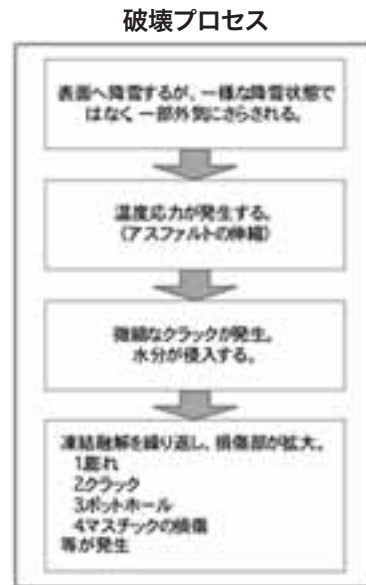 破壊プロセス
表面へ降雪するが、一様な降雪状態で
はなく一部外気にさらされる。
温度応力が発生する。
(アスファルトの伸縮)
微細なクラックが発生。
水分が侵入する。
凍結融解を繰り返し、損傷部が拡大。
1.膨れ
2.クラック
3.ポットホール
4.マスチックの損傷
等が発生